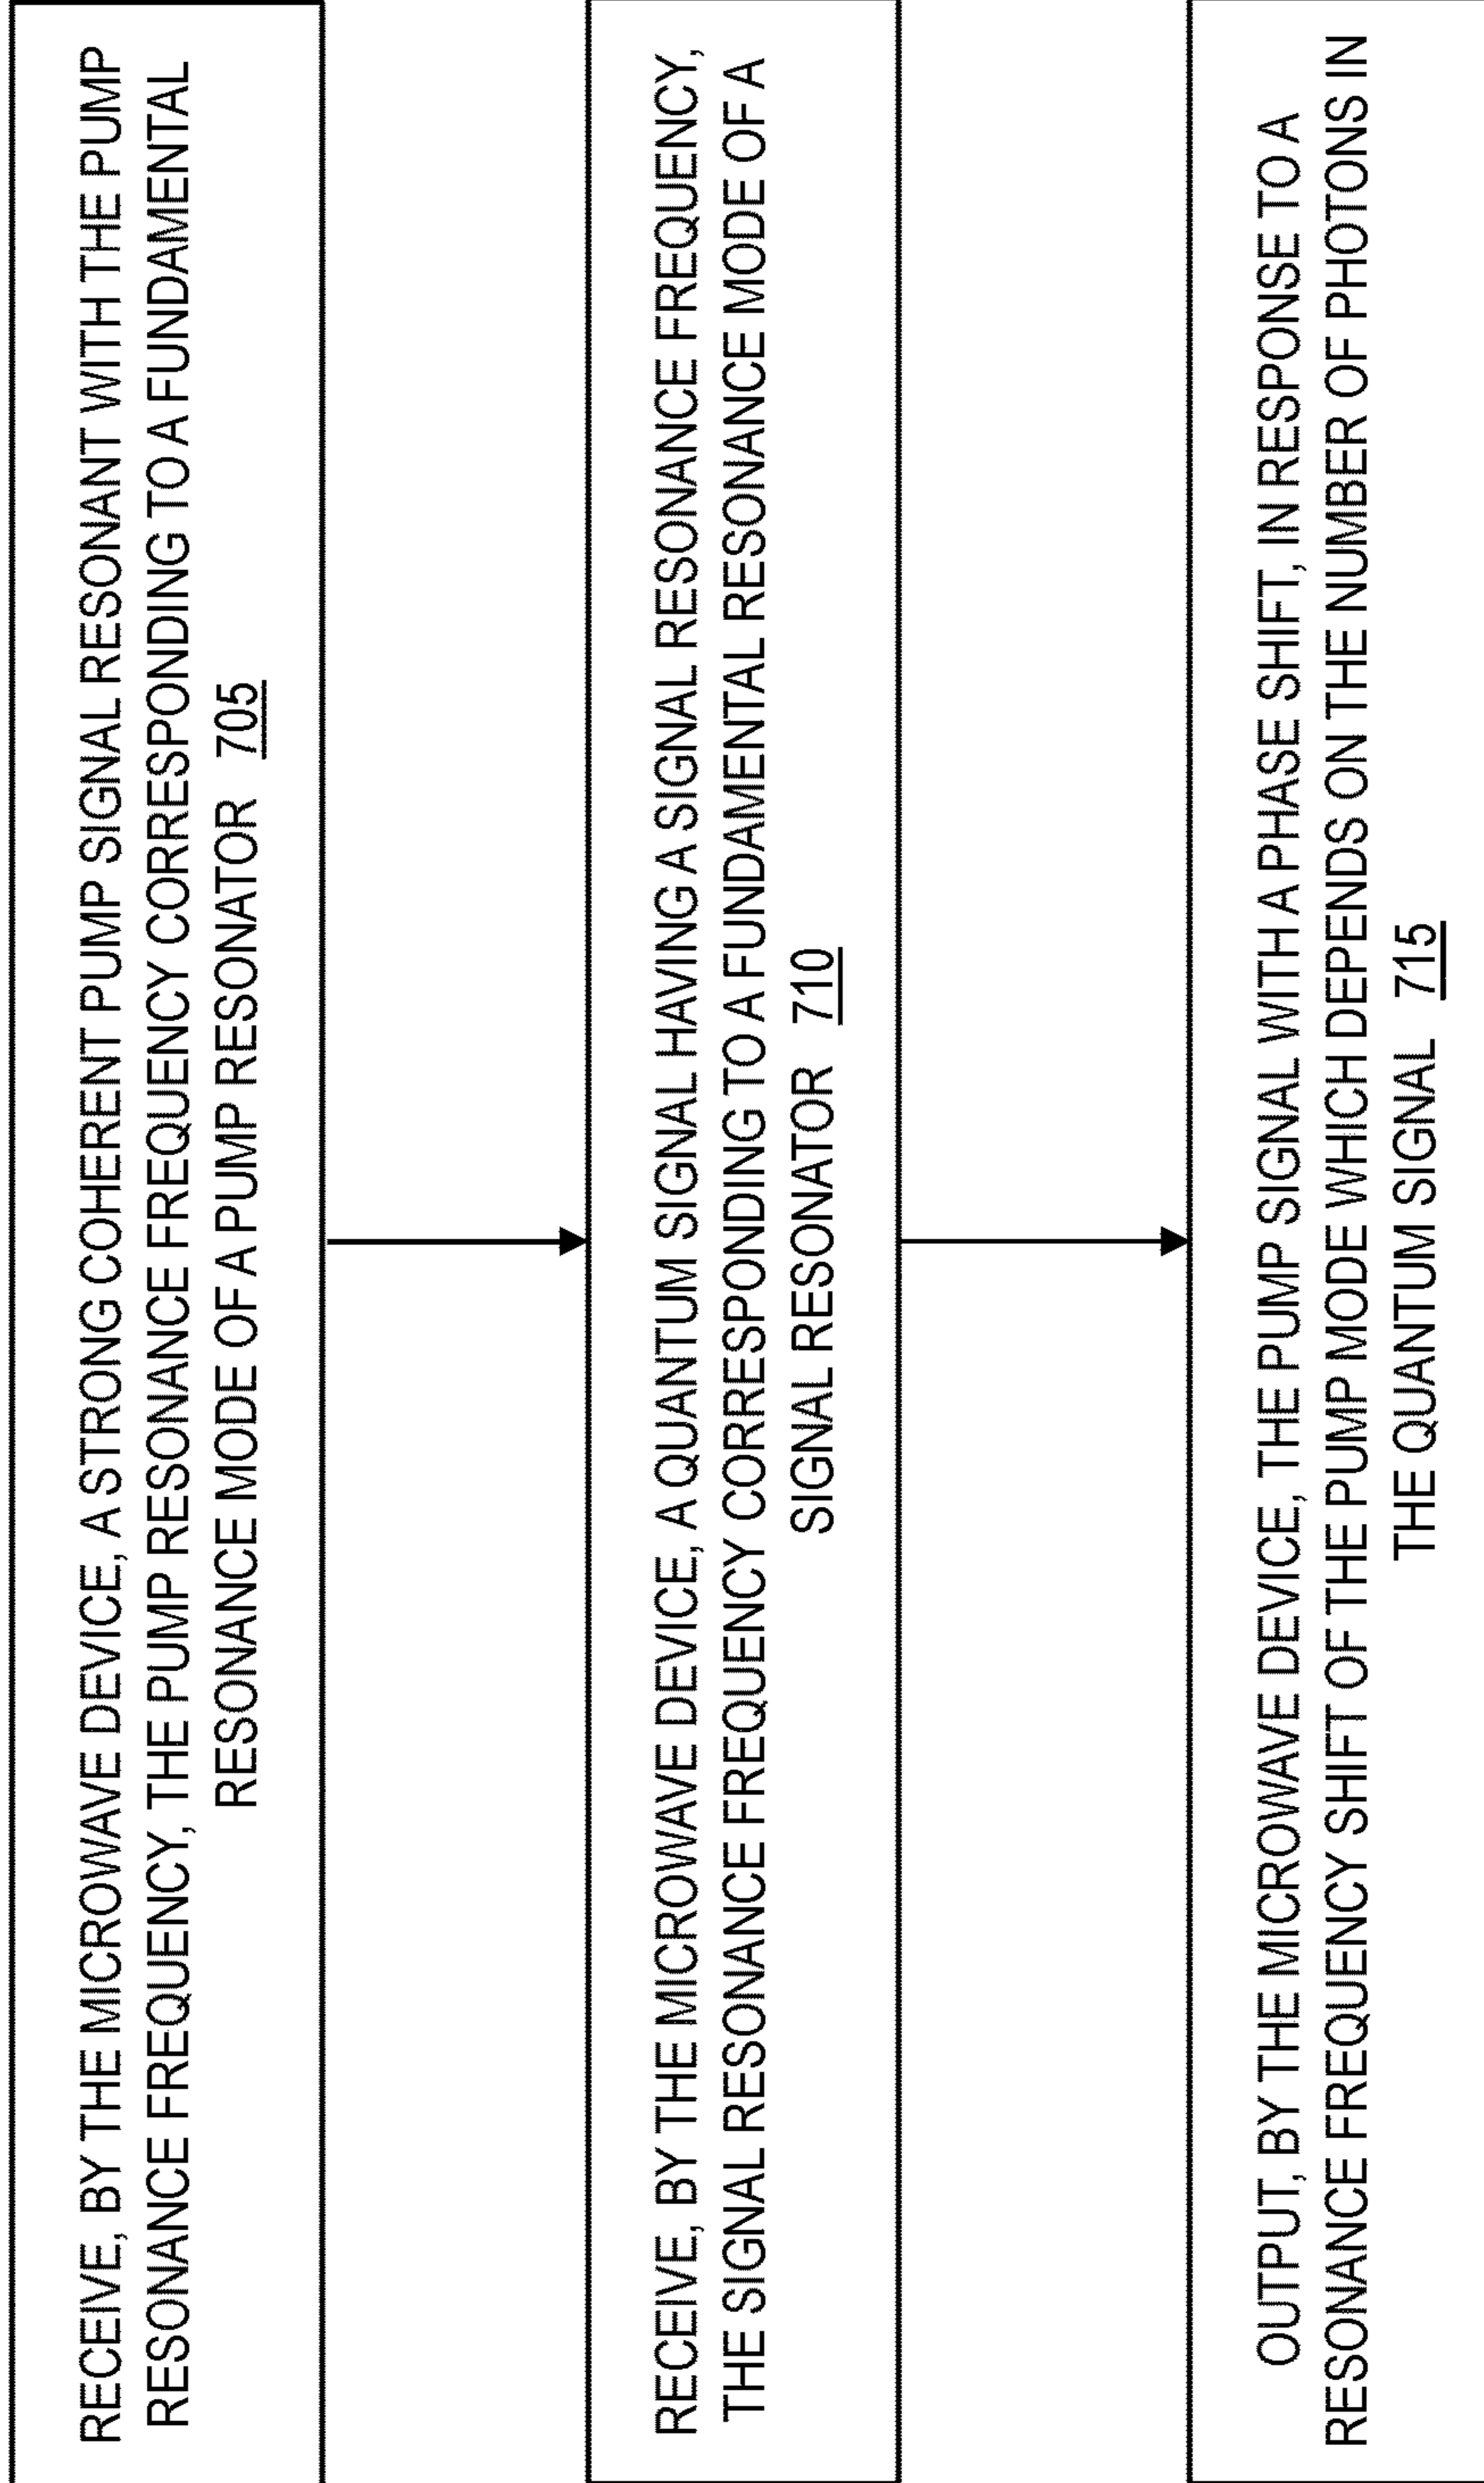 RECEIVE, BY THE MICROWAVE DEVICE, A STRONG COHERENT PUMP SIGNAL RESONANT WITH THE PUMP
RESONANCE FREQUENCY, THE PUMP RESONANCE FREQUENCY CORRESPONDING TO A FUNDAMENTAL
RESONANCE MODE OF A PUMP RESONATOR 705
RECEIVE, BY THE MICROWAVE DEVICE, A QUANTUM SIGNAL HAVING A SIGNAL RESONANCE FREQUENCY,
THE SIGNAL RESONANCE FREQUENCY CORRESPONDING TO A FUNDAMENTAL RESONANCE MODE OF A
SIGNAL RESONATOR 710
OUTPUT, BY THE MICROWAVE DEVICE, THE PUMP SIGNAL WITH A PHASE SHIFT, IN RESPONSE TO A
RESONANCE FREQUENCY SHIFT OF THE PUMP MODE WHICH DEPENDS ON THE NUMBER OF PHOTONS IN
THE QUANTUM SIGNAL 715